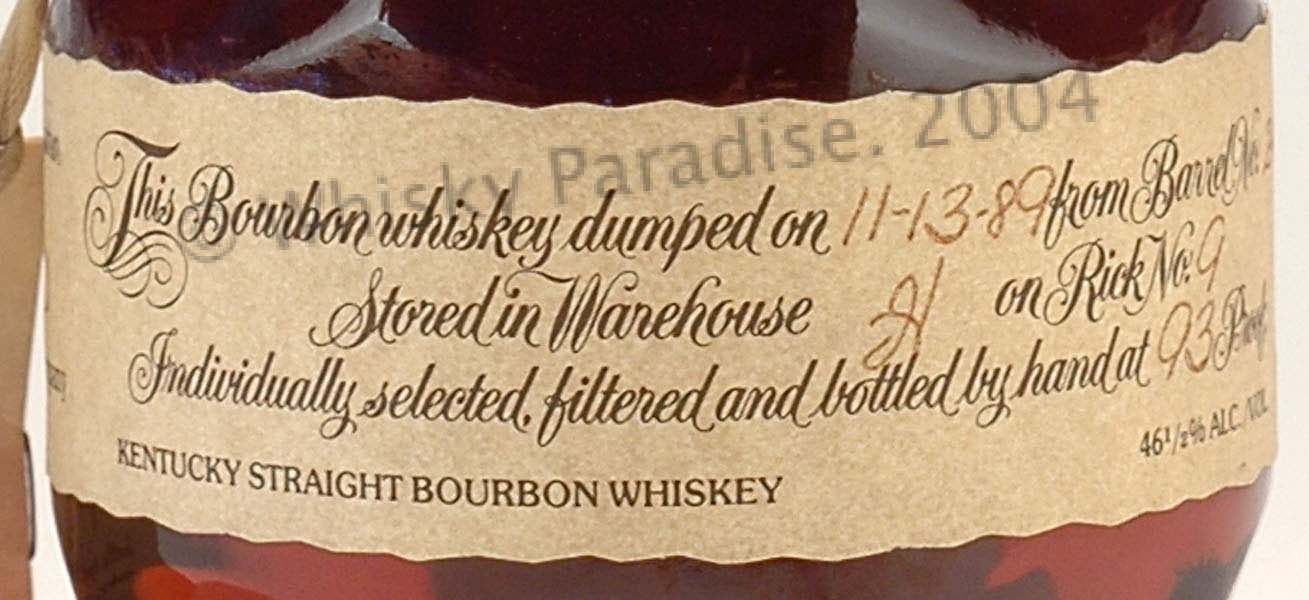 © Whisky Paradise. 2004
This Bourbon whiskey dumped on 11-13-89 from Barrel No.
Stored in Warehouse H on Rick No: 9
Individually selected, filtered and bottled by hand at 93 Proof
KENTUCKY STRAIGHT BOURBON WHISKEY
46 1/2% ALC./VOL